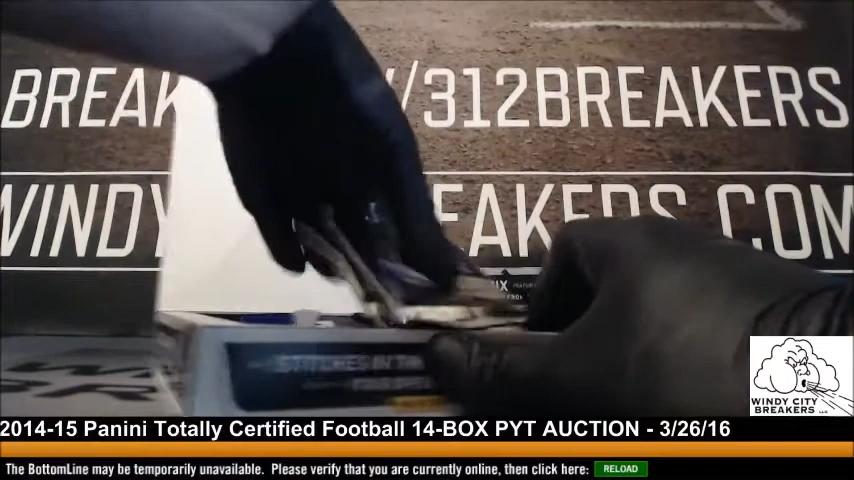 BREAK /312BREAKERS
WINDY EAKERS.COM
STITCHES IN
WINDY CITY
BREAKERS LLC
2014-15 Panini Totally Certified Football 14-BOX PYT AUCTION - 3/26/16
The BottomLine may be temporarily unavailable. Please verify that you are currently online, then click here: RELOAD